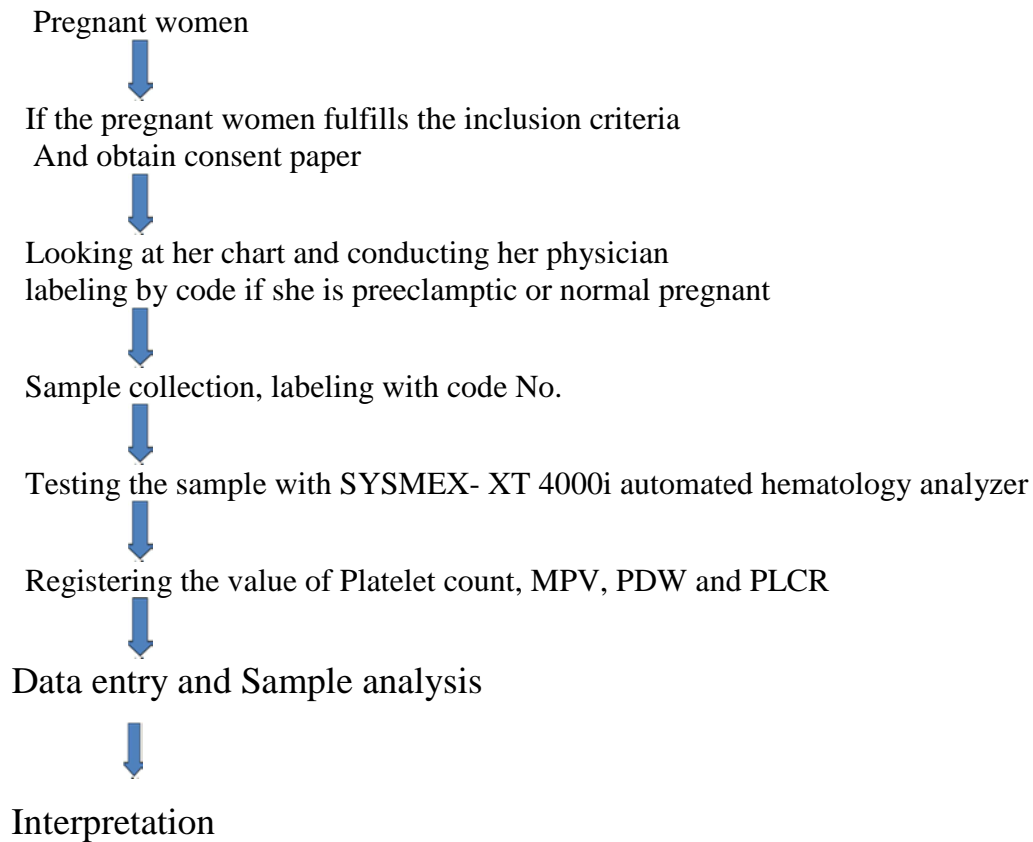 Pregnant women
If the pregnant women fulfills the inclusion criteria
And obtain consent paper
Looking at her chart and conducting her physician
labeling by code if she is preeclamptic or normal pregnant
Sample collection, labeling with code No.
Testing the sample with SYSMEX- XT 4000i automated hematology analyzer
Registering the value of Platelet count, MPV, PDW and PLCR
Data entry and Sample analysis
Interpretation